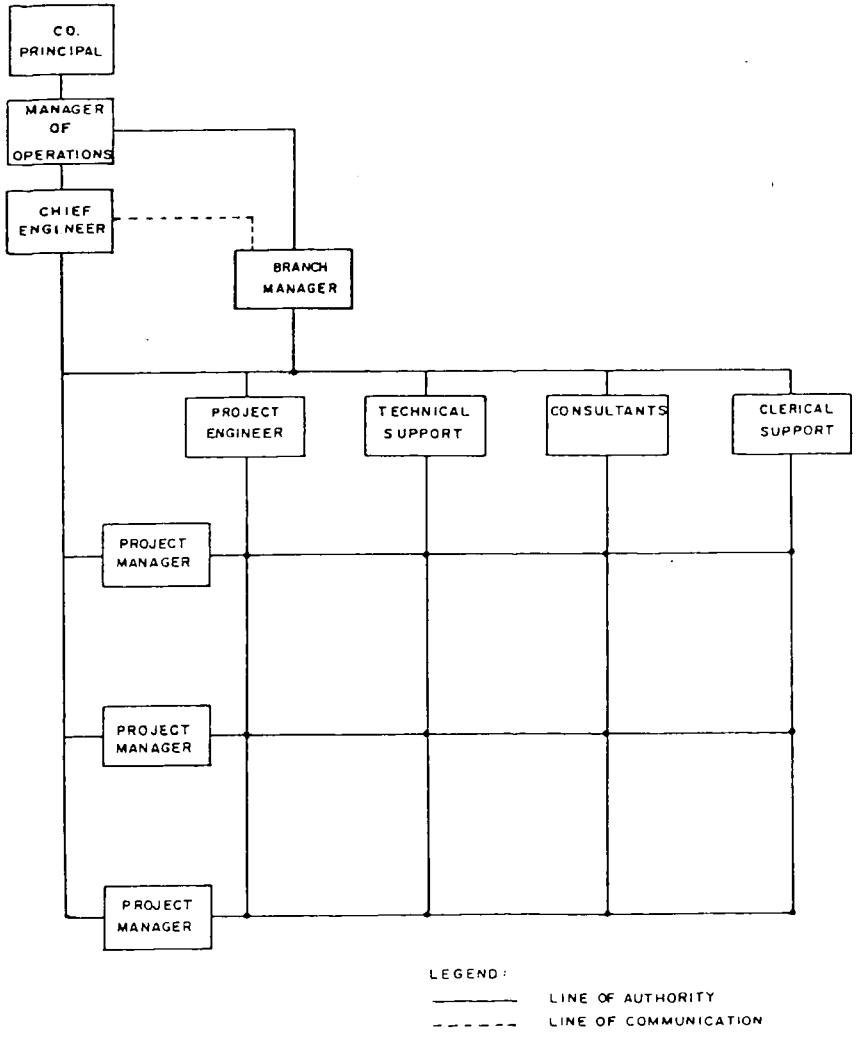 CO.
PRINCIPAL
MANAGER
OF
OPERATIONS
CHIEF
ENGINEER
BRANCH
MANAGER
PROJECT
ENGINEER
TECHNICAL
SUPPORT
CONSULTANTS
CLERICAL
SUPPORT
PROJECT
MANAGER
PROJECT
MANAGER
PROJECT
MANAGER
LEGEND:
LINE OF AUTHORITY
LINE OF COMMUNICATION